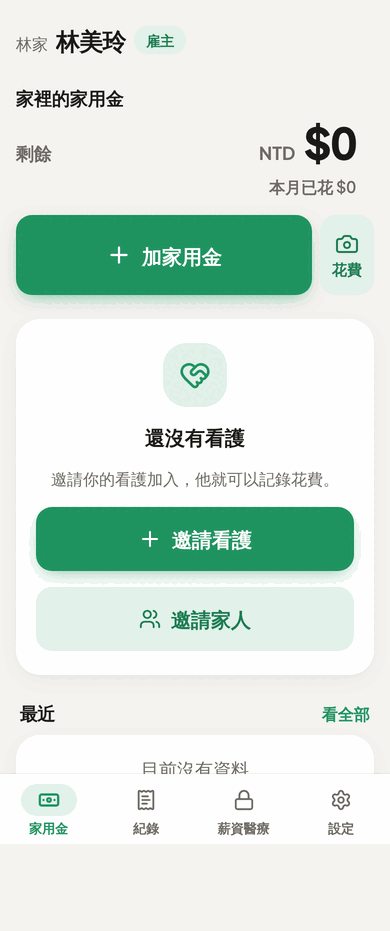 林家 林美玲 雇主
家裡的家用金
剩餘 NTD $0
本月已花 $0
加家用金
花費
還沒有看護
邀請你的看護加入，他就可以記錄花費。
邀請看護
邀請家人
最近 看全部
目前沒有資料
家用金 紀錄 薪資醫療 設定